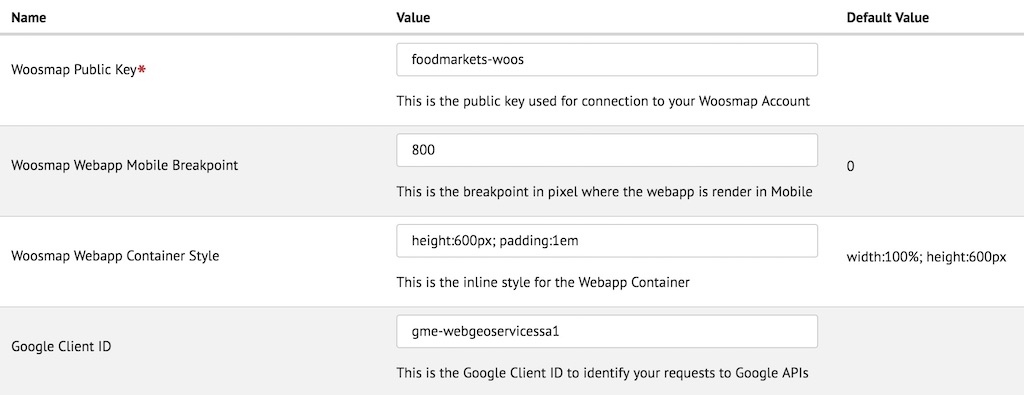 Name Value Default Value
foodmarkets-woos
Woosmap Public Key*
This is the public key used for connection to your Woosmap Account
800
Woosmap Webapp Mobile Breakpoint 0
This is the breakpoint in pixel where the webapp is render in Mobile
height:600px; padding:1em
Woosmap Webapp Container Style width:100%; height:600px
This is the inline style for the Webapp Container
gme-webgeoservicessa1
Google Client ID
This is the Google Client ID to identify your requests to Google APIs